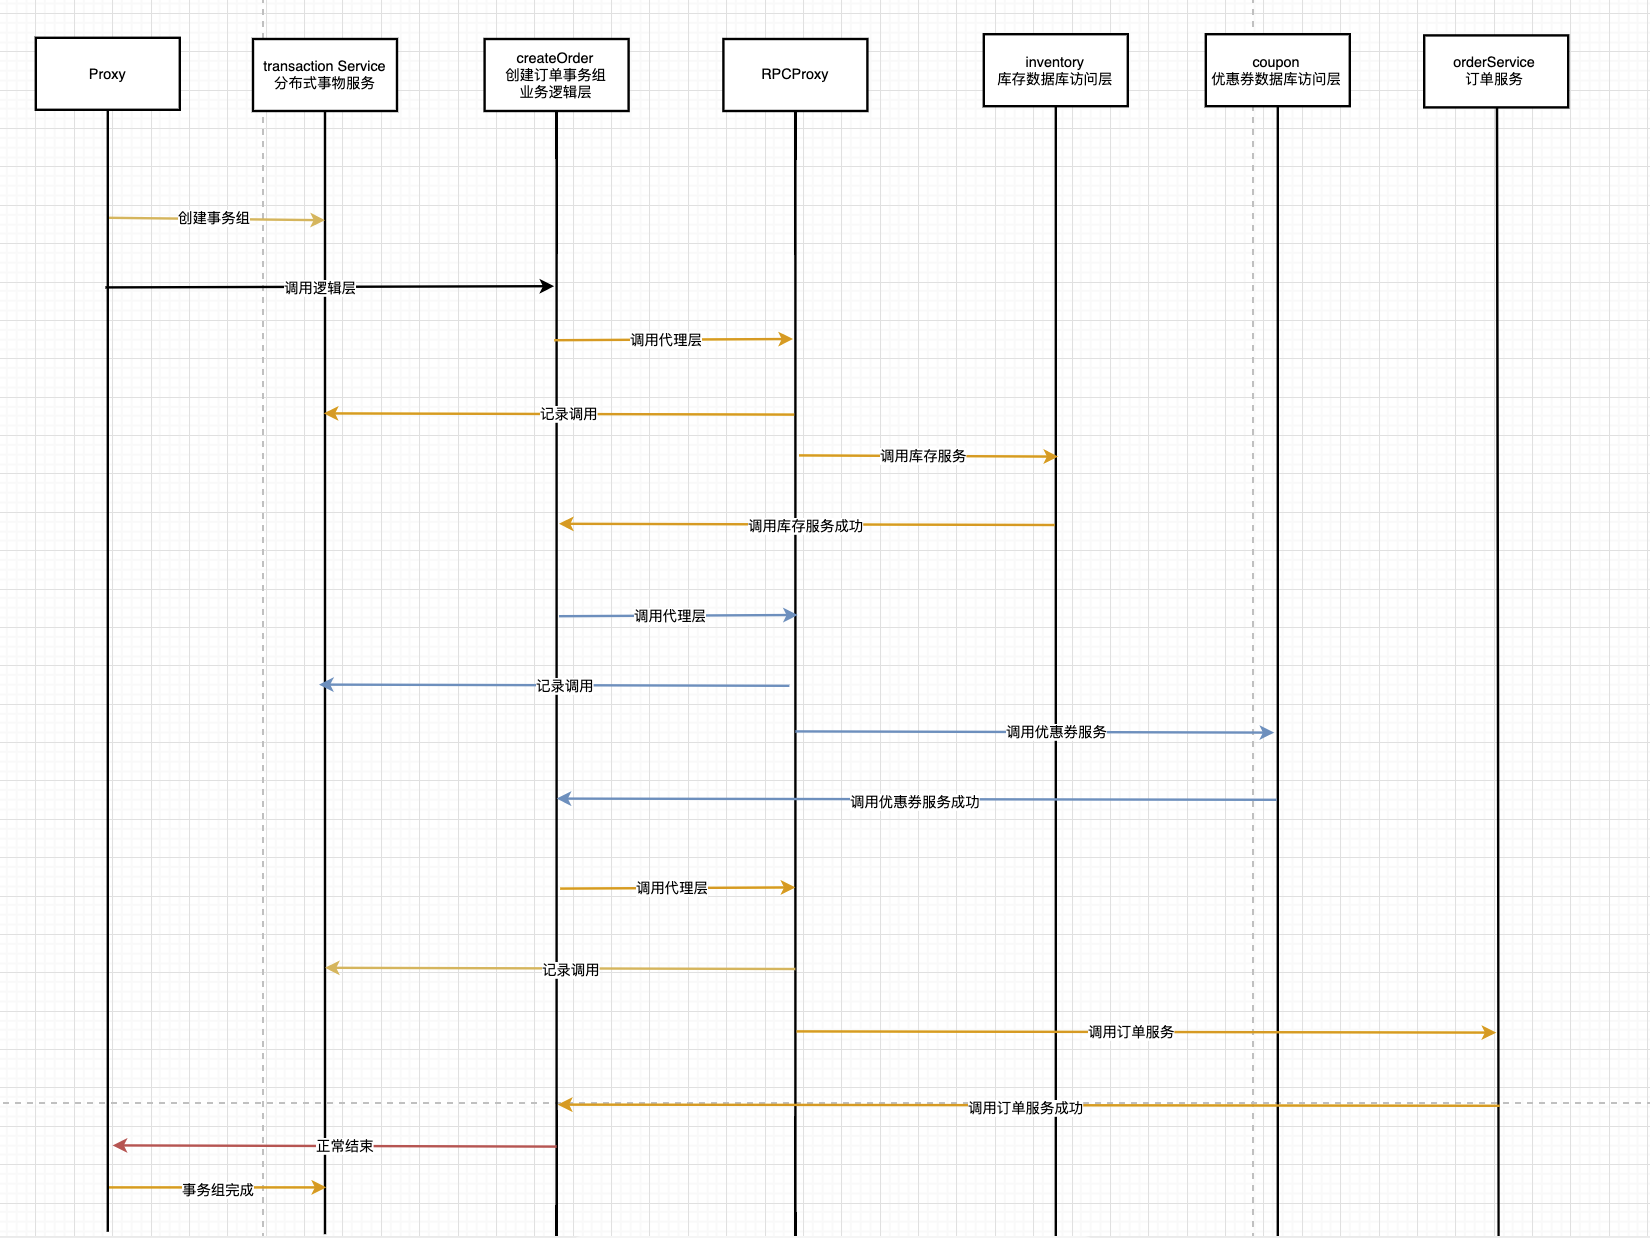 Proxy
transaction Service
分布式事物服务
createOrder
创建订单事务组
业务逻辑层
RPCProxy
inventory
库存数据库访问层
coupon
优惠券数据库访问层
orderService
订单服务
创建事务组
调用逻辑层
调用代理层
记录调用
调用库存服务
调用库存服务成功
调用代理层
记录调用
调用优惠券服务
调用优惠券服务成功
调用代理层
记录调用
调用订单服务
调用订单服务成功
正常结束
事务组完成